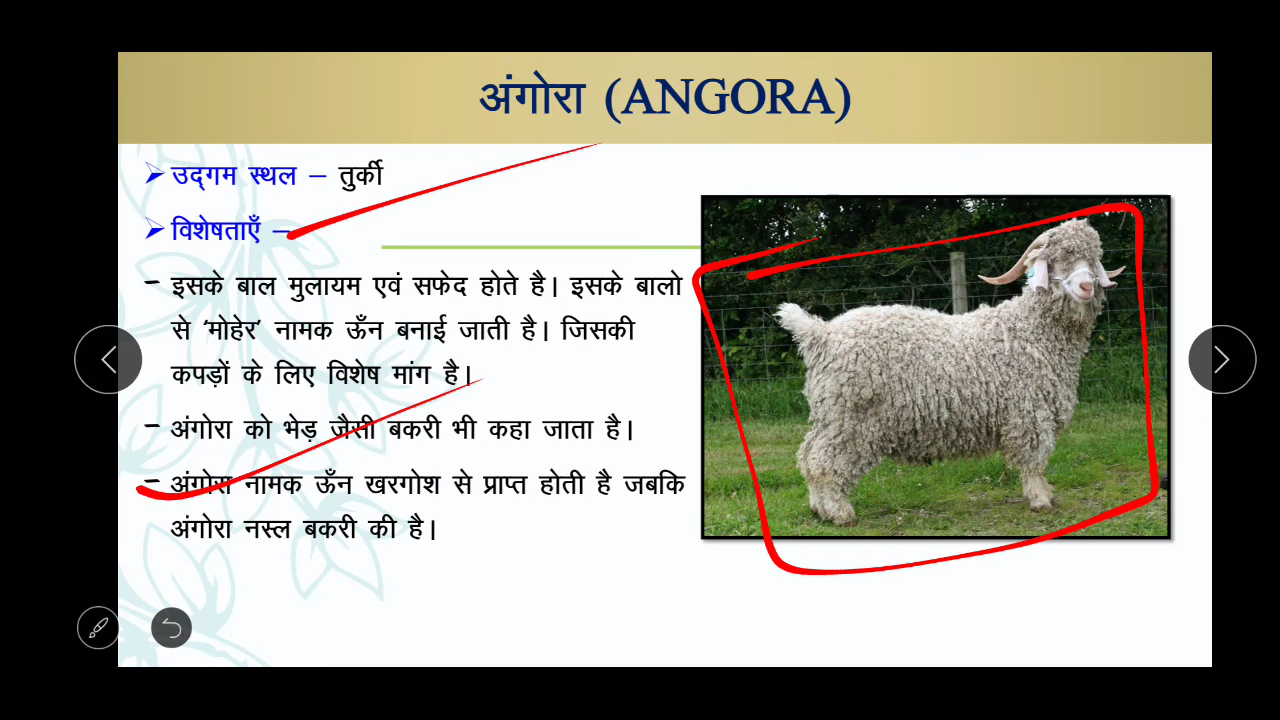 अंगोरा (ANGORA)
उद्गम स्थल – तुर्की
विशेषताएँ –
– इसके बाल मुलायम एवं सफेद होते है। इसके बालो
से ‘मोहेर’ नामक ऊँन बनाई जाती है। जिसकी
कपड़ों के लिए विशेष मांग है।
– अंगोरा को भेड़ जैसी बकरी भी कहा जाता है।
– अंगोरा नामक ऊँन खरगोश से प्राप्त होती है जबकि
अंगोरा नस्ल बकरी की है।